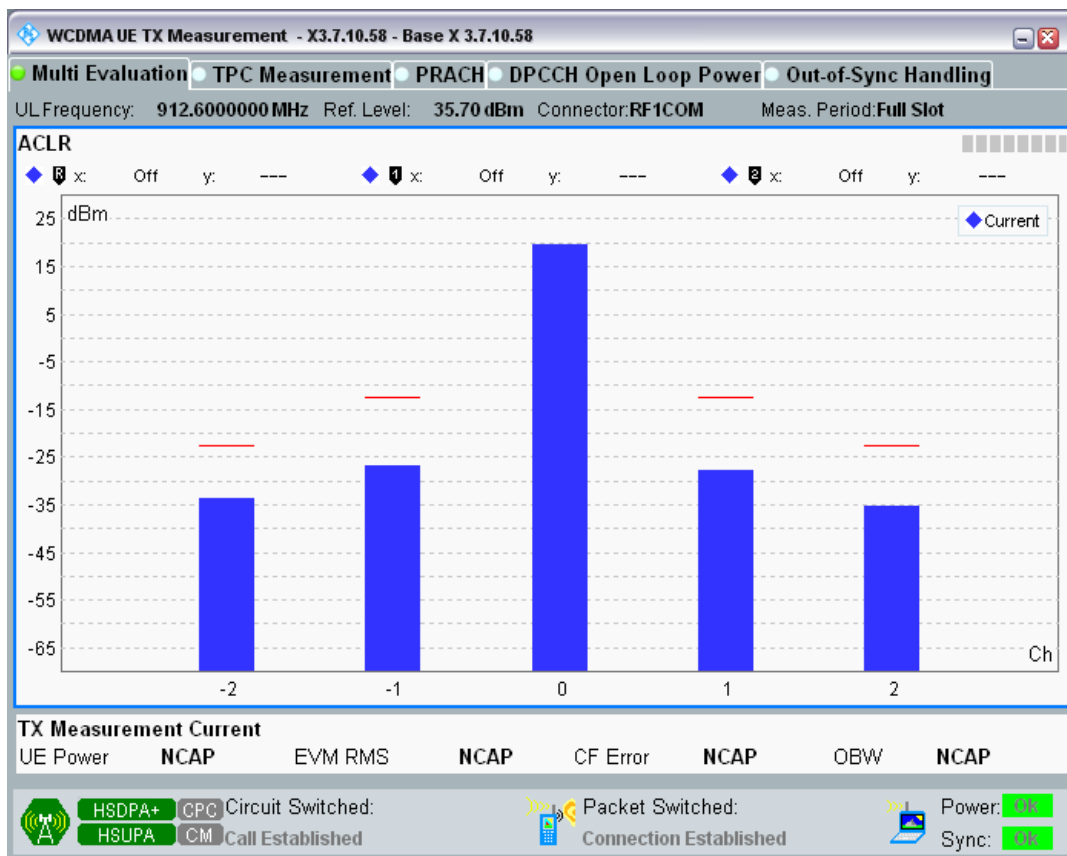 WCDMA UE TX Measurement - X3.7.10.58 - Base X 3.7.10.58
Multi Evaluation TPC Measurement PRACH DPCCH Open Loop Power Out-of-Sync Handling
UL Frequency: 912.6000000 MHz Ref. Level: 35.70 dBm Connector:RF1COM Meas. Period:Full Slot
ACLR
R x: Off y: --- 1 x: Off y: --- 2 x: Off y: ---
dBm
Current
25
15
5
-5
-15
-25
-35
-45
-55
-65
Ch
-2 -1 0 1 2
TX Measurement Current
UE Power NCAP EVM RMS NCAP CF Error NCAP OBW NCAP
HSDPA+ CPC Circuit Switched: Packet Switched: Power: Ok
HSUPA CM Call Established Connection Established Sync: Ok